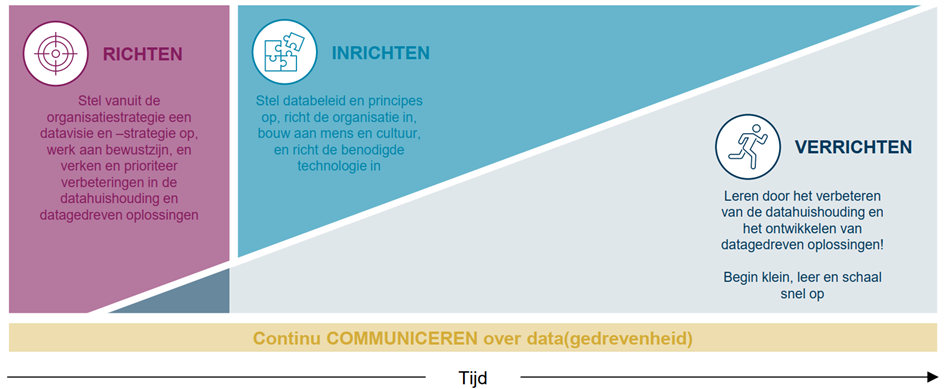 RICHTEN
Stel vanuit de
organisatiestrategie een
datavisie en –strategie op,
werk aan bewustzijn, en
verken en prioriteer
verbeteringen in de
datahuishouding en
datagedreven oplossingen
INRICHTEN
Stel databeleid en principes
op, richt de organisatie in,
bouw aan mens en cultuur,
en richt de benodigde
technologie in
VERRICHTEN
Leren door het verbeteren
van de datahuishouding en
het ontwikkelen van
datagedreven oplossingen!
Begin klein, leer en schaal
snel op
Continu COMMUNICEREN over data(gedrevenheid)
Tijd